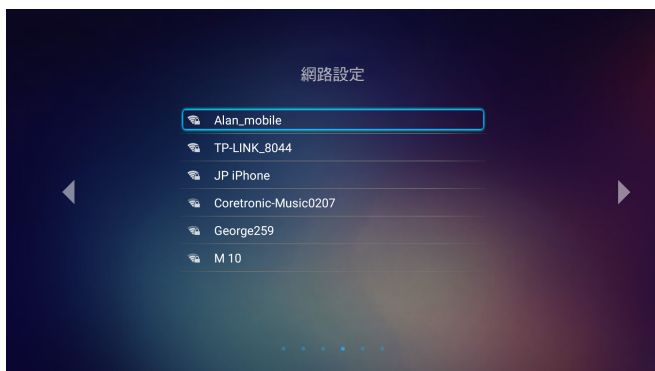 網路設定
Alan_mobile
TP-LINK_8044
JP iPhone
Coretronic-Music0207
George259
M 10